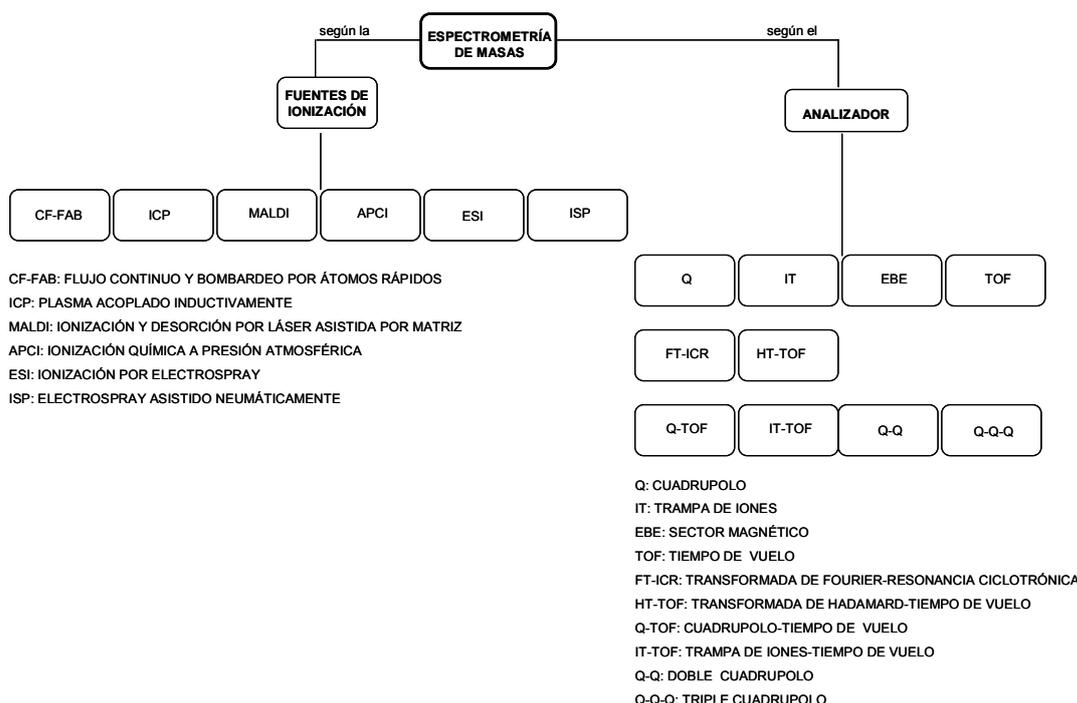 según la
ESPECTROMETRÍA
DE MASAS
según el
FUENTES DE
IONIZACIÓN
ANALIZADOR
CF-FAB
ICP
MALDI
APCI
ESI
ISP
CF-FAB: FLUJO CONTINUO Y BOMBARDEO POR ÁTOMOS RÁPIDOS
ICP: PLASMA ACOPLADO INDUCTIVAMENTE
MALDI: IONIZACIÓN Y DESORCIÓN POR LÁSER ASISTIDA POR MATRIZ
APCI: IONIZACIÓN QUÍMICA A PRESIÓN ATMOSFÉRICA
ESI: IONIZACIÓN POR ELECTROSPRAY
ISP: ELECTROSPRAY ASISTIDO NEUMÁTICAMENTE
Q
IT
EBE
TOF
FT-ICR
HT-TOF
Q-TOF
IT-TOF
Q-Q
Q-Q-Q
Q: CUADRUPOLO
IT: TRAMPA DE IONES
EBE: SECTOR MAGNÉTICO
TOF: TIEMPO DE VUELO
FT-ICR: TRANSFORMADA DE FOURIER-RESONANCIA CICLOTRÓNICA
HT-TOF: TRANSFORMADA DE HADAMARD-TIEMPO DE VUELO
Q-TOF: CUADRUPOLO-TIEMPO DE VUELO
IT-TOF: TRAMPA DE IONES-TIEMPO DE VUELO
Q-Q: DOBLE CUADRUPOLO
Q-Q-Q: TRIPLE CUADRUPOLO